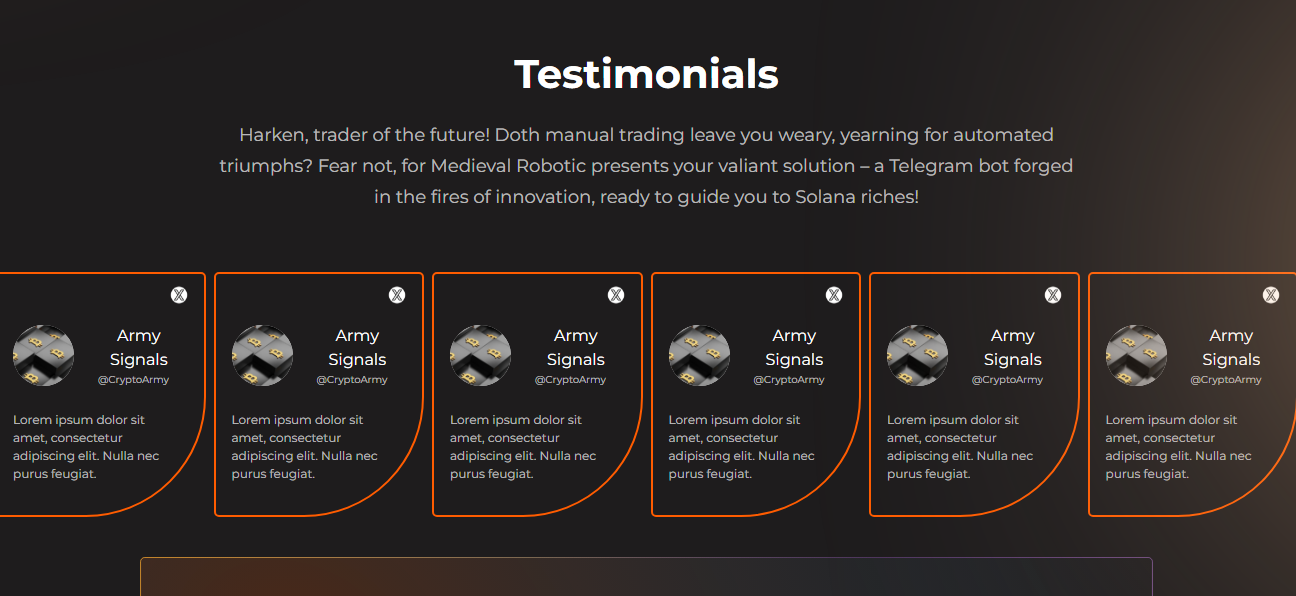 Testimonials
Harken, trader of the future! Doth manual trading leave you weary, yearning for automated
triumphs? Fear not, for Medieval Robotic presents your valiant solution – a Telegram bot forged
in the fires of innovation, ready to guide you to Solana riches!
Army
Signals
@CryptoArmy
Lorem ipsum dolor sit
amet, consectetur
adipiscing elit. Nulla nec
purus feugiat.
Army
Signals
@CryptoArmy
Lorem ipsum dolor sit
amet, consectetur
adipiscing elit. Nulla nec
purus feugiat.
Army
Signals
@CryptoArmy
Lorem ipsum dolor sit
amet, consectetur
adipiscing elit. Nulla nec
purus feugiat.
Army
Signals
@CryptoArmy
Lorem ipsum dolor sit
amet, consectetur
adipiscing elit. Nulla nec
purus feugiat.
Army
Signals
@CryptoArmy
Lorem ipsum dolor sit
amet, consectetur
adipiscing elit. Nulla nec
purus feugiat.
Army
Signals
@CryptoArmy
Lorem ipsum dolor sit
amet, consectetur
adipiscing elit. Nulla nec
purus feugiat.